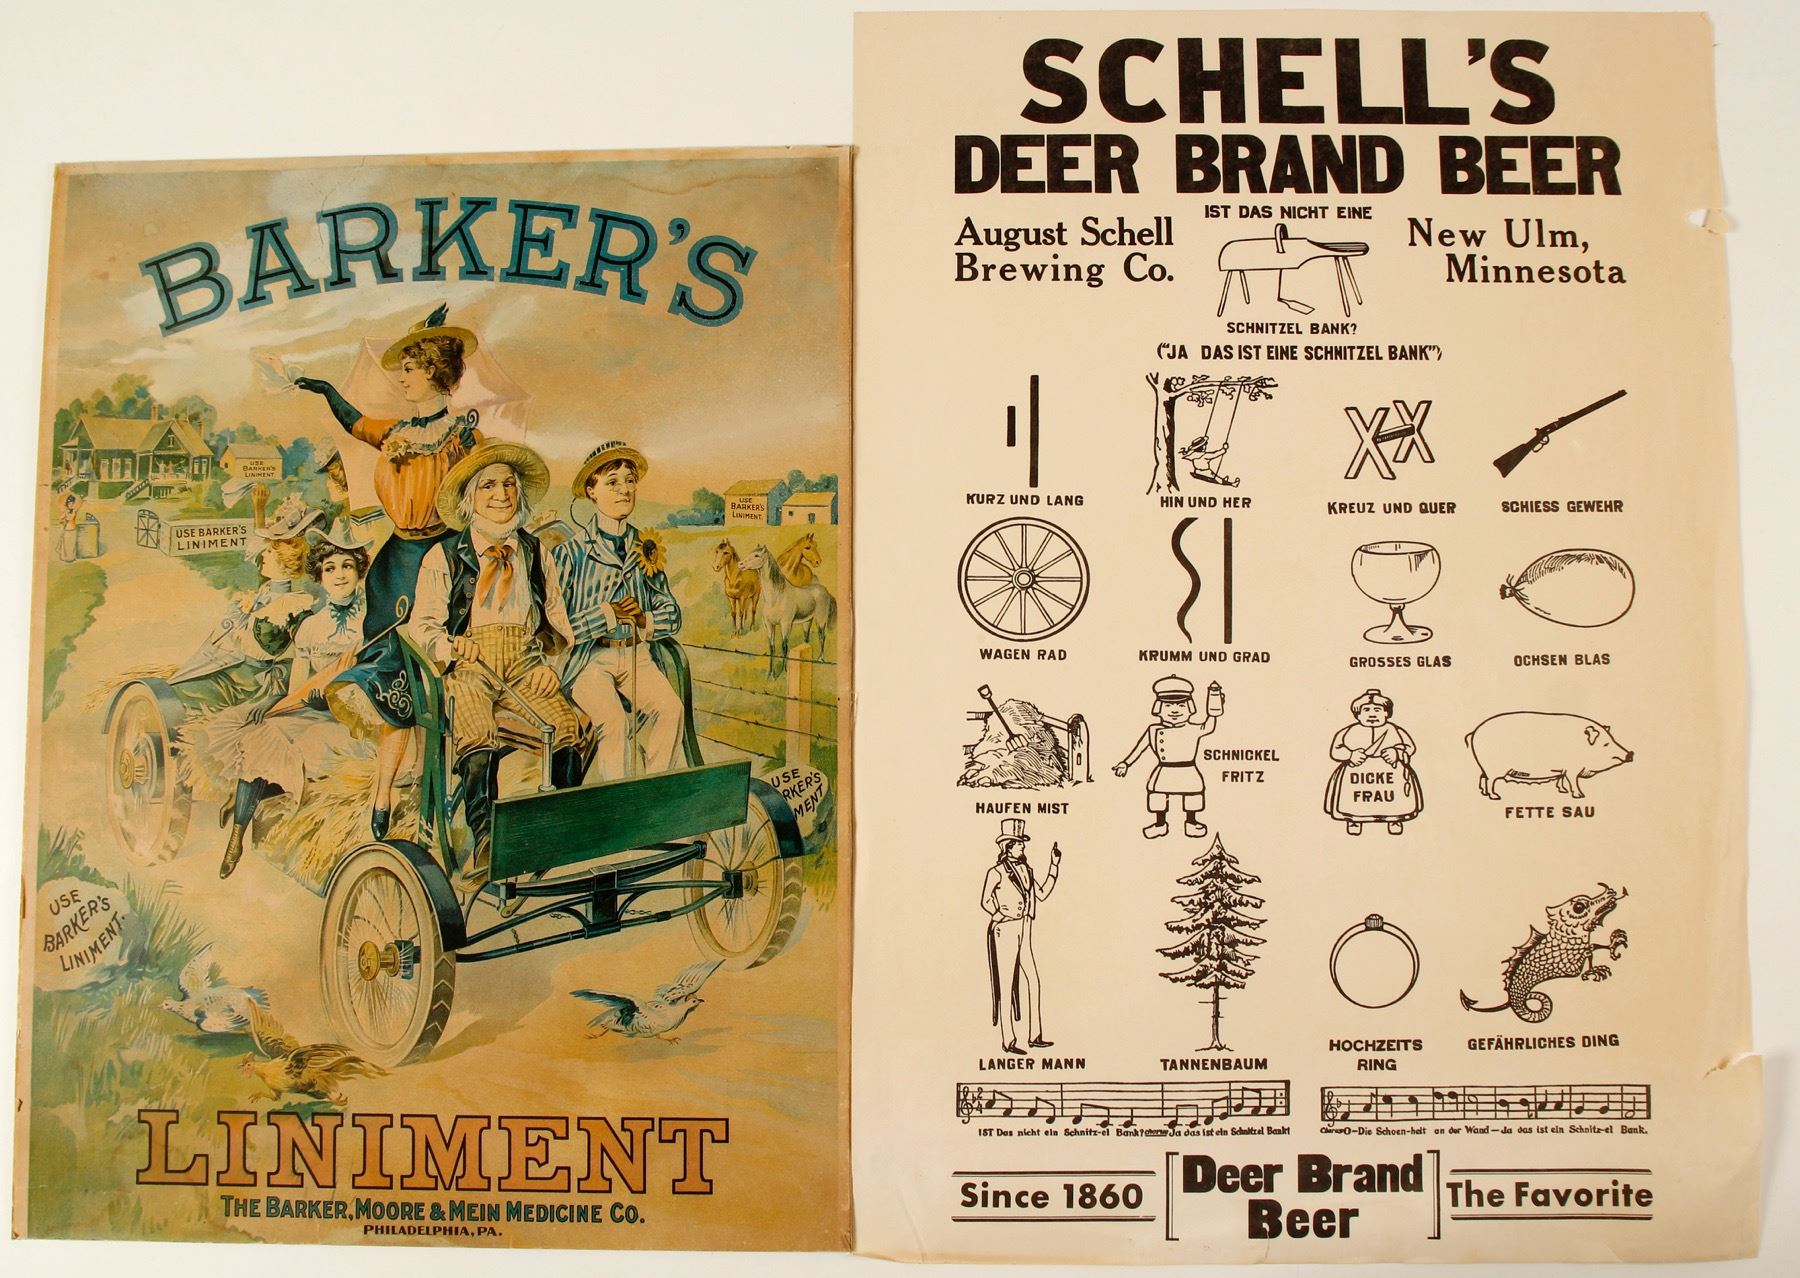 BARKER'S
USE
BARKER'S
LINIMENT.
USE BARKER'S
LINIMENT
USE
BARKER'S
LINIMENT.
USE
BARKER'S
LINIMENT.
LINIMENT
THE BARKER, MOORE & MEIN MEDICINE CO.
PHILADELPHIA, PA.
SCHELL'S
DEER BRAND BEER
August Schell
Brewing Co.
IST DAS NICHT EINE
SCHNITZEL BANK?
New Ulm,
Minnesota
("JA DAS IST EINE SCHNITZEL BANK")
KURZ UND LANG
HIN UND HER
KREUZ UND QUER
SCHIESS GEWEHR
WAGEN RAD
KRUMM UND GRAD
GROSSES GLAS
OCHSEN BLAS
HAUFEN MIST
SCHNICKEL
FRITZ
DICKE
FRAU
FETTE SAU
LANGER MANN
TANNENBAUM
HOCHZEITS
RING
GEFÄHRLICHES DING
IST Das nicht ein Schnitz-el Bank? chorus Ja das ist ein Schnitzel Bank!
Chorus O-Die Schoen-heit an der Wand-Ja das ist ein Schnitz-el Bank.
Since 1860
Deer Brand
Beer
The Favorite